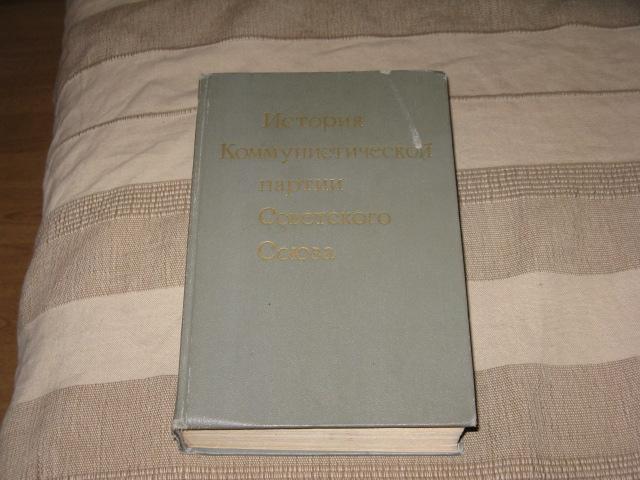 История
Коммунистической
партии
Советского
Союза